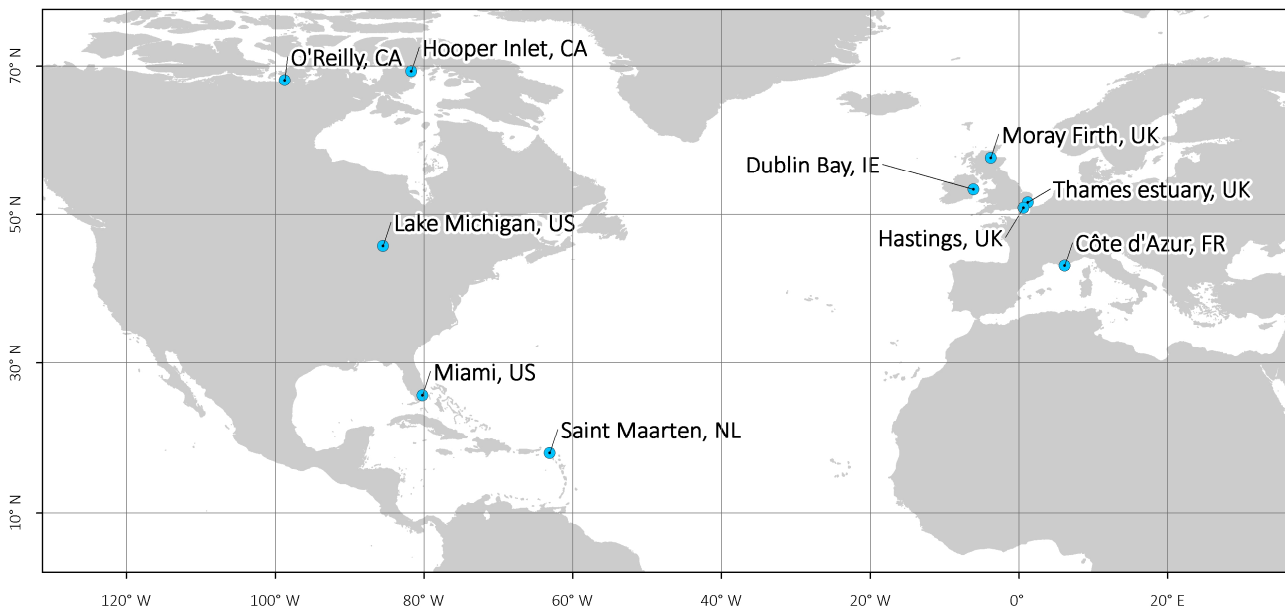 70° N
50° N
30° N
10° N
O'Reilly, CA
Hooper Inlet, CA
Moray Firth, UK
Dublin Bay, IE
Thames estuary, UK
Lake Michigan, US
Hastings, UK
Côte d'Azur, FR
Miami, US
Saint Maarten, NL
120° W
100° W
80° W
60° W
40° W
20° W
0°
20° E